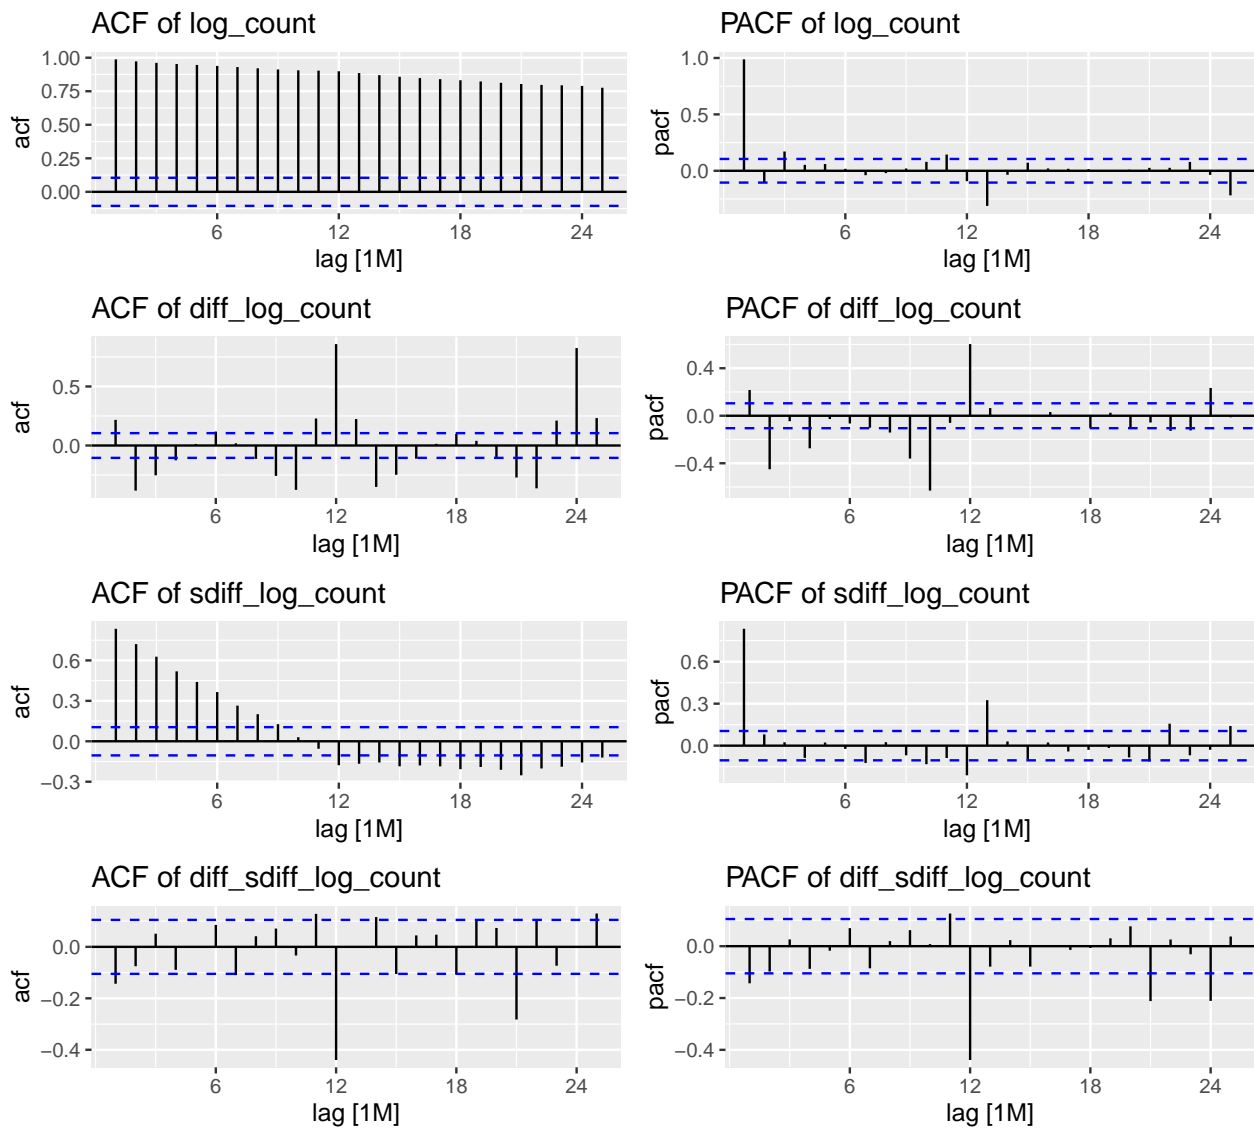 ACF of log_count
acf
1.00
0.75
0.50
0.25
0.00
6 12 18 24
lag [1M]
PACF of log_count
pacf
1.0
0.5
0.0
6 12 18 24
lag [1M]
ACF of diff_log_count
acf
0.5
0.0
6 12 18 24
lag [1M]
PACF of diff_log_count
pacf
0.4
0.0
−0.4
6 12 18 24
lag [1M]
ACF of sdiff_log_count
acf
0.6
0.3
0.0
−0.3
6 12 18 24
lag [1M]
PACF of sdiff_log_count
pacf
0.6
0.3
0.0
6 12 18 24
lag [1M]
ACF of diff_sdiff_log_count
acf
0.0
−0.2
−0.4
6 12 18 24
lag [1M]
PACF of diff_sdiff_log_count
pacf
0.0
−0.2
−0.4
6 12 18 24
lag [1M]